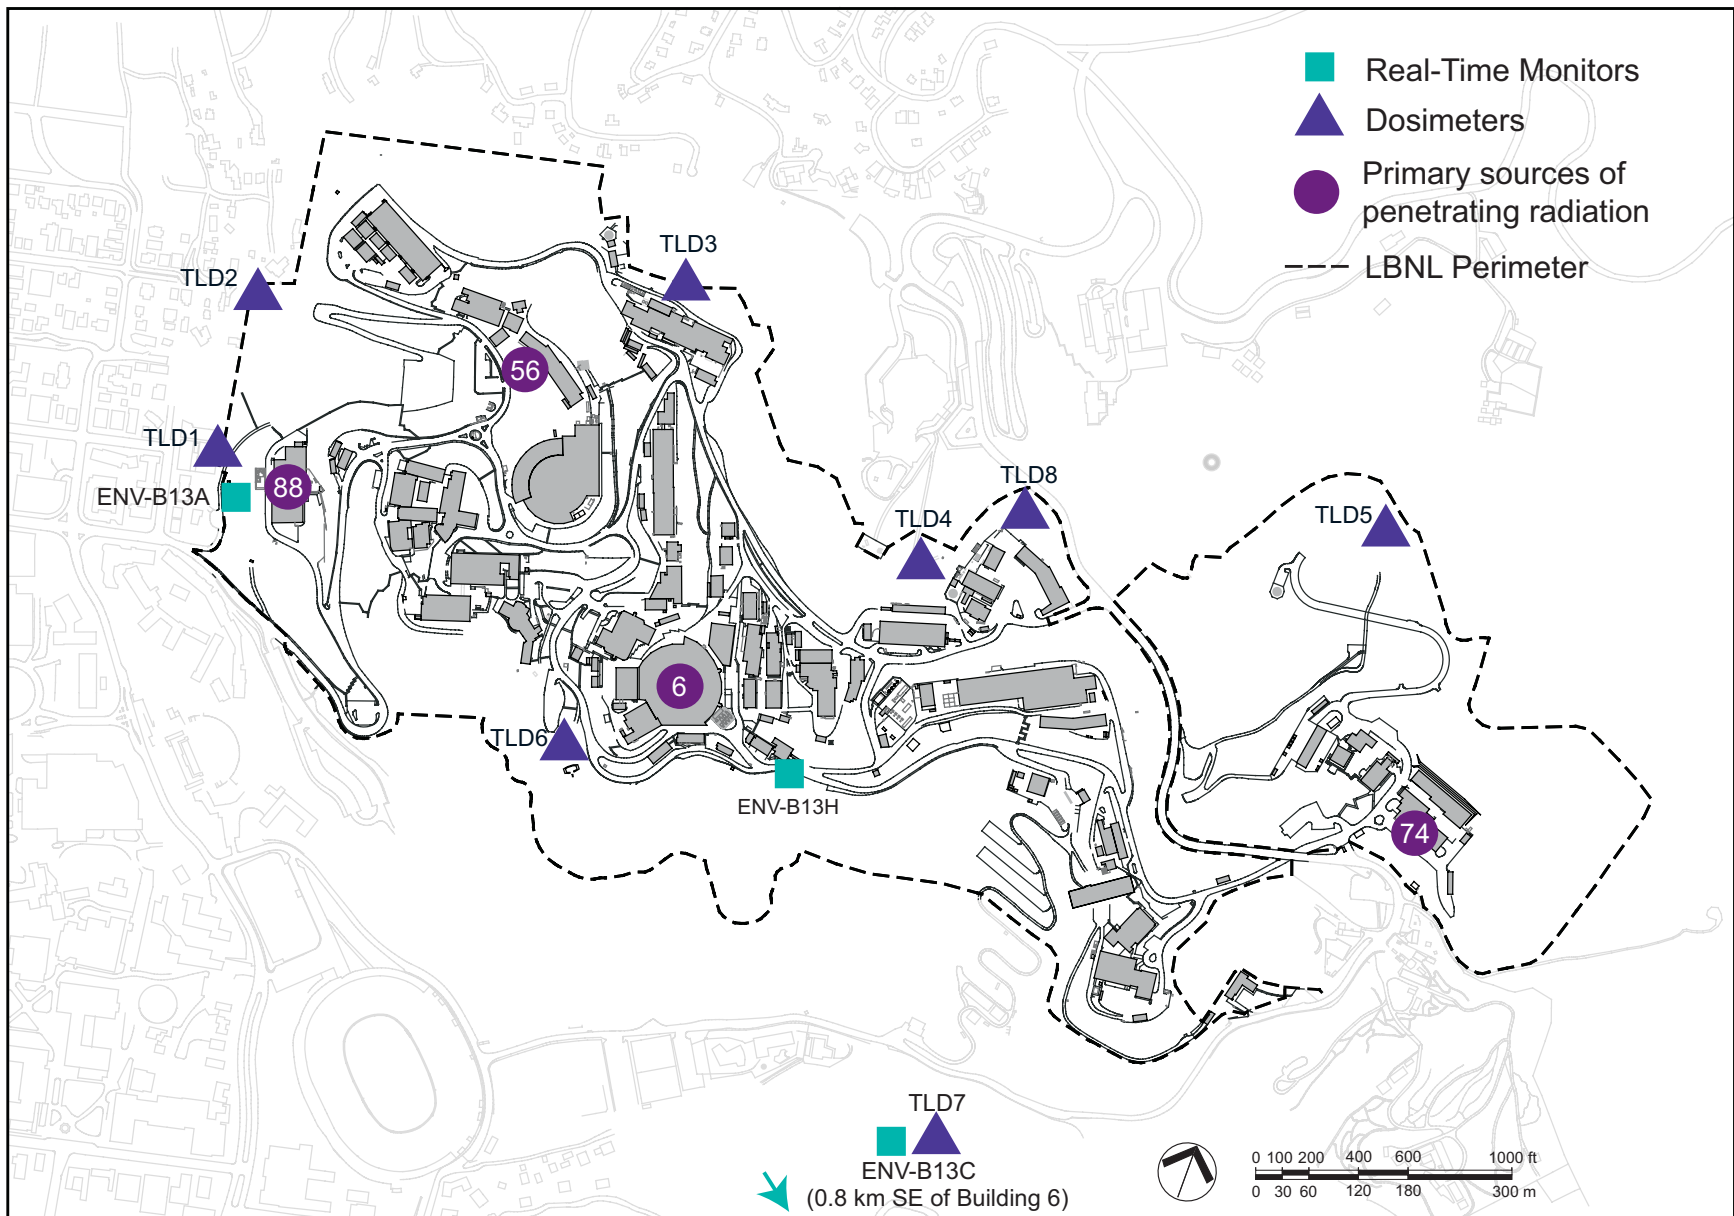 Real-Time Monitors
Dosimeters
Primary sources of
penetrating radiation
LBNL Perimeter
TLD3
TLD2
56
TLD1
88
ENV-B13A
TLD8
TLD4
TLD5
6
TLD6
ENV-B13H
74
TLD7
ENV-B13C
(0.8 km SE of Building 6)
0 100 200 400 600 1000 ft
0 30 60 120 180 300 m